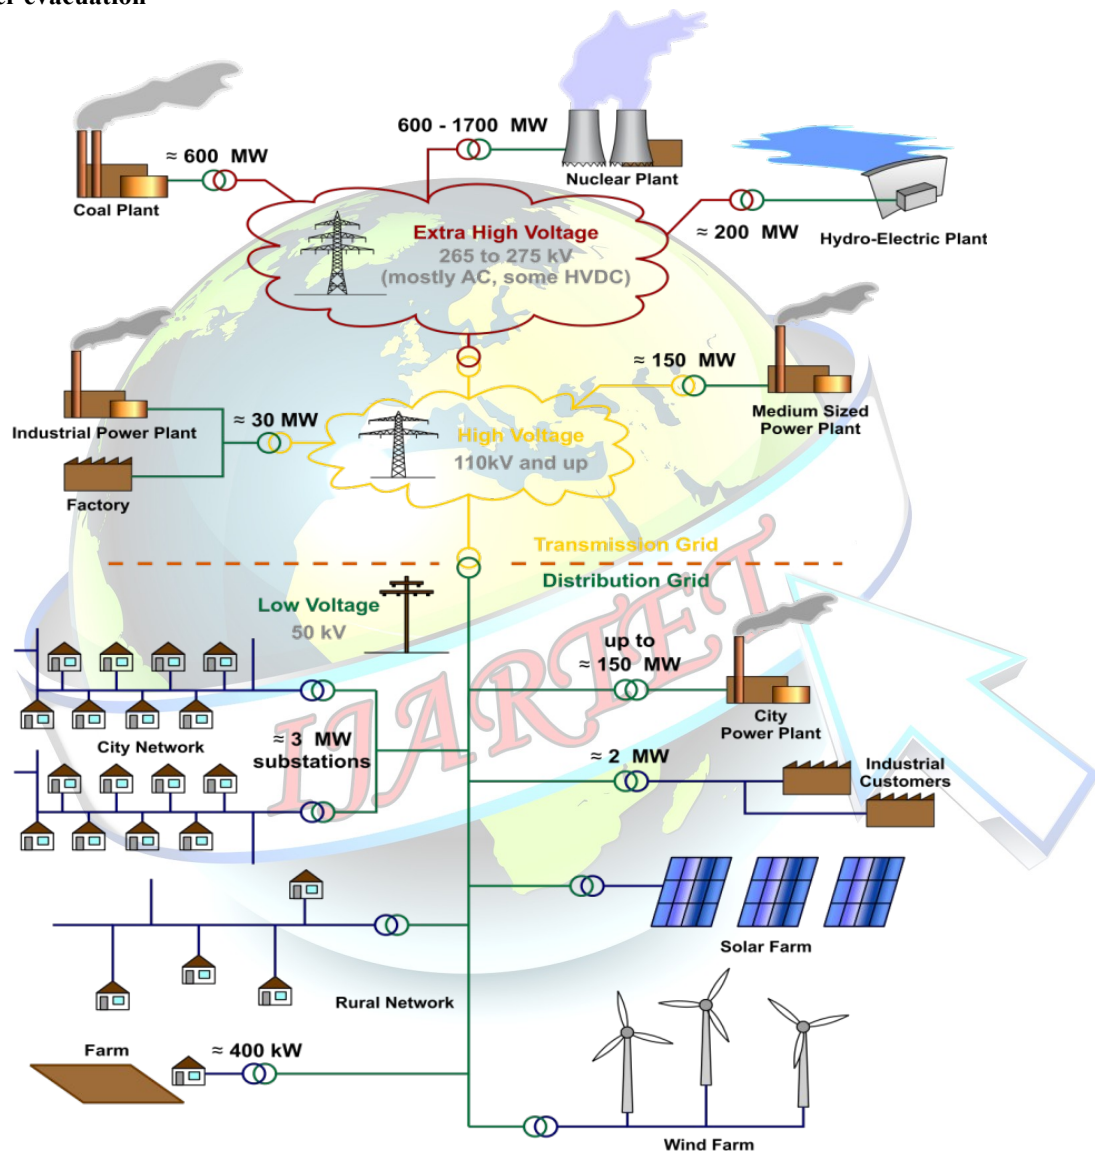 er evacuation
600 - 1700 MW
≈ 600 MW
Nuclear Plant
Coal Plant
Extra High Voltage
265 to 275 kV
(mostly AC, some HVDC)
≈ 200 MW
Hydro-Electric Plant
≈ 150 MW
Medium Sized
Power Plant
Industrial Power Plant
≈ 30 MW
High Voltage
110kV and up
Factory
Transmission Grid
Distribution Grid
Low Voltage
50 kV
up to
≈ 150 MW
City
Power Plant
City Network
≈ 3 MW
substations
≈ 2 MW
Industrial
Customers
IJARTET
Solar Farm
Rural Network
Farm
≈ 400 kW
Wind Farm